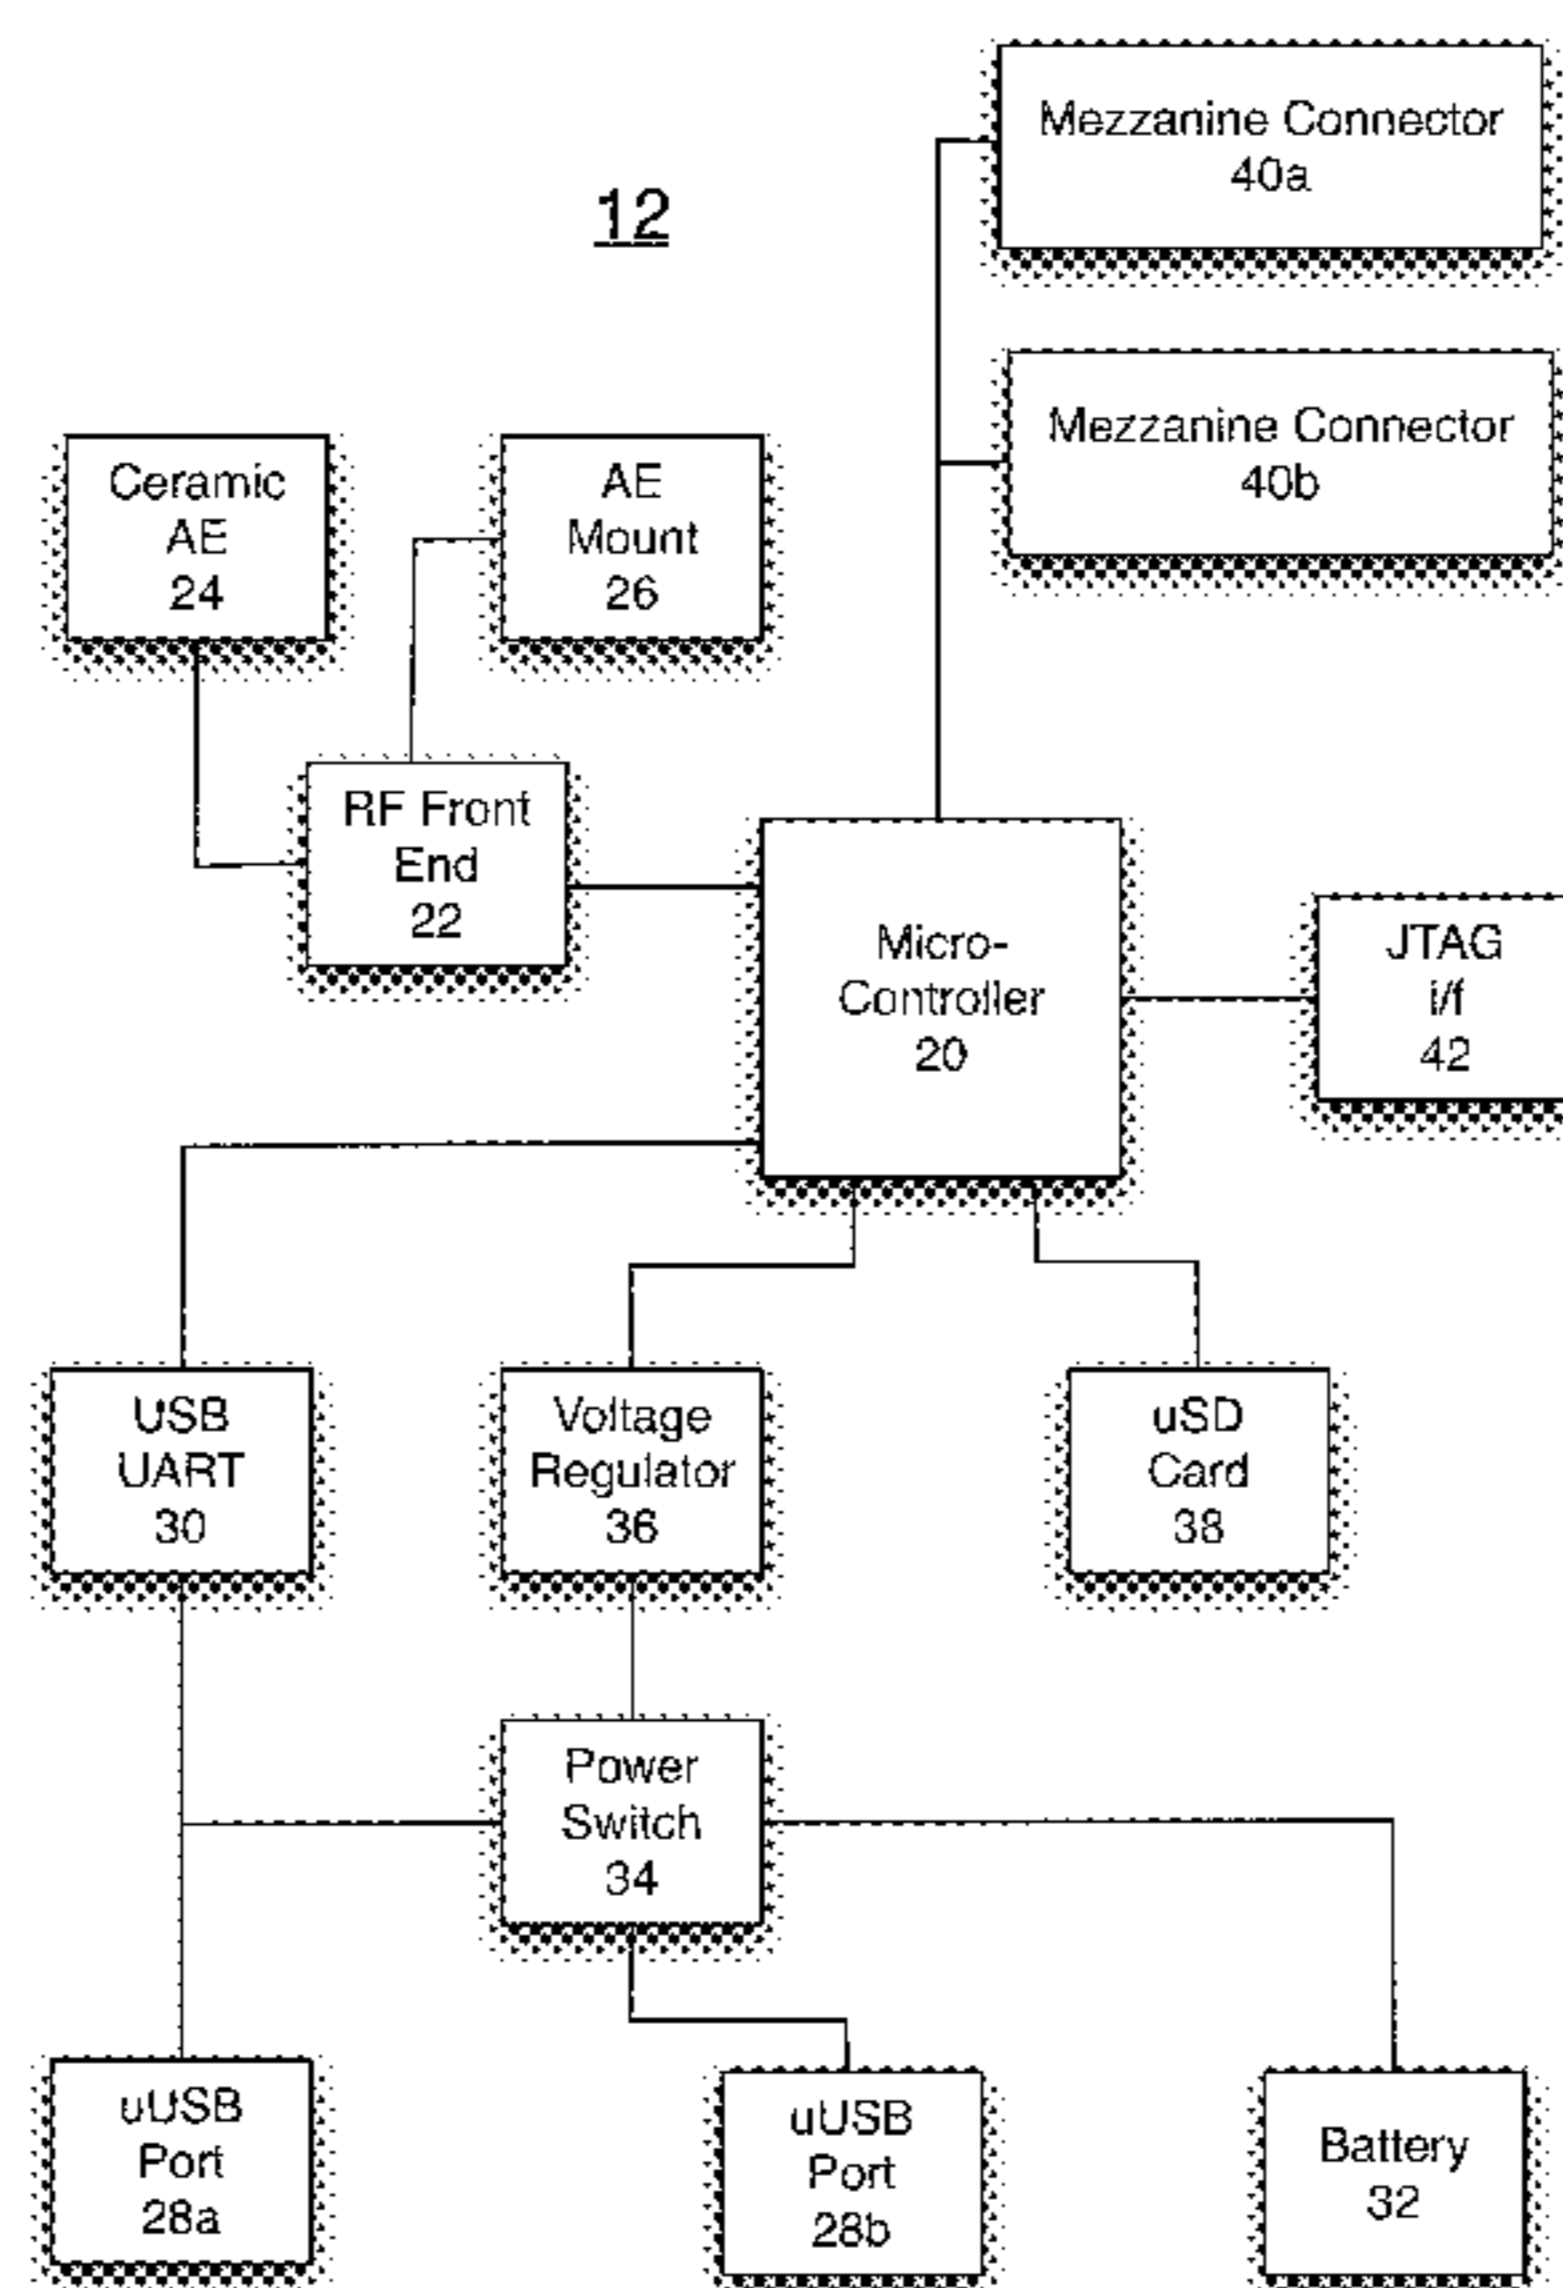 Mezzanine Connector
40a
12
Mezzanine Connector
40b
Ceramic
AE
24
AE
Mount
26
RF Front
End
22
Micro-
Controller
20
JTAG
i/f
42
USB
UART
30
Voltage
Regulator
36
uSD
Card
38
Power
Switch
34
uUSB
Port
28a
uUSB
Port
28b
Battery
32